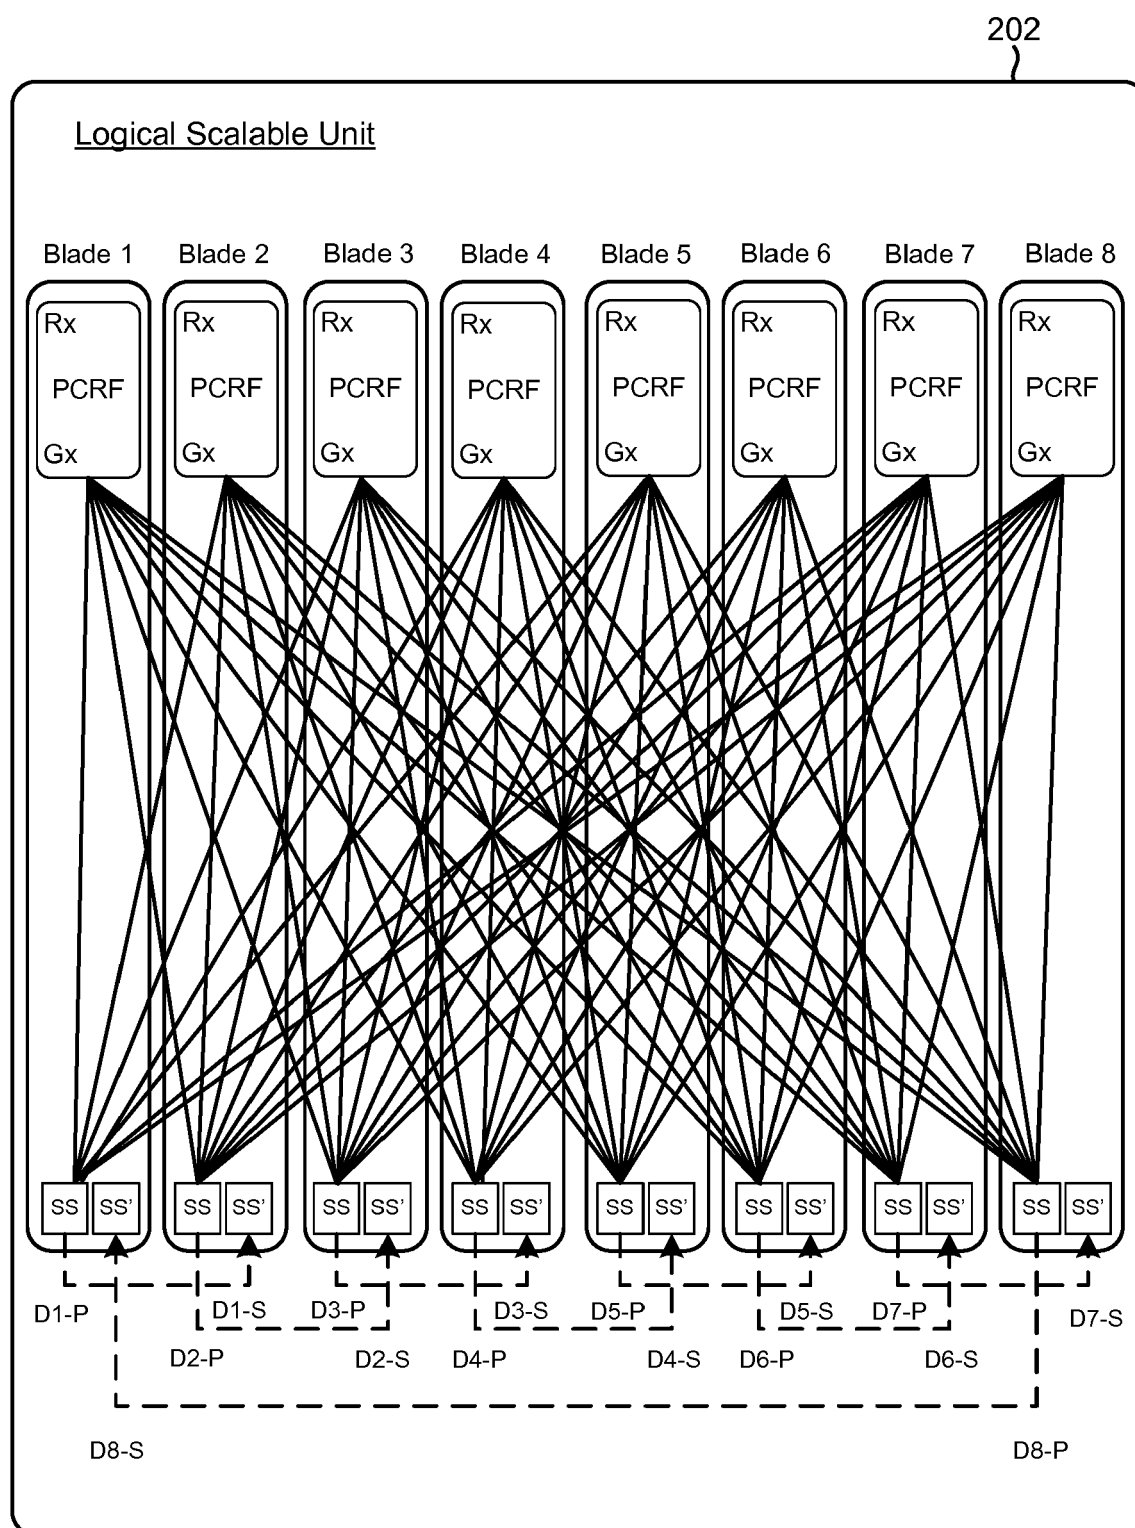 202
Logical Scalable Unit
Blade 1 Blade 2 Blade 3 Blade 4 Blade 5 Blade 6 Blade 7 Blade 8
Rx Rx Rx Rx Rx Rx Rx Rx
PCRF PCRF PCRF PCRF PCRF PCRF PCRF PCRF
Gx Gx Gx Gx Gx Gx Gx Gx
SS SS' SS SS' SS SS' SS SS' SS SS' SS SS' SS SS' SS SS'
D1-P D1-S D3-P D3-S D5-P D5-S D7-P D7-S
D2-P D2-S D4-P D4-S D6-P D6-S
D8-S D8-P